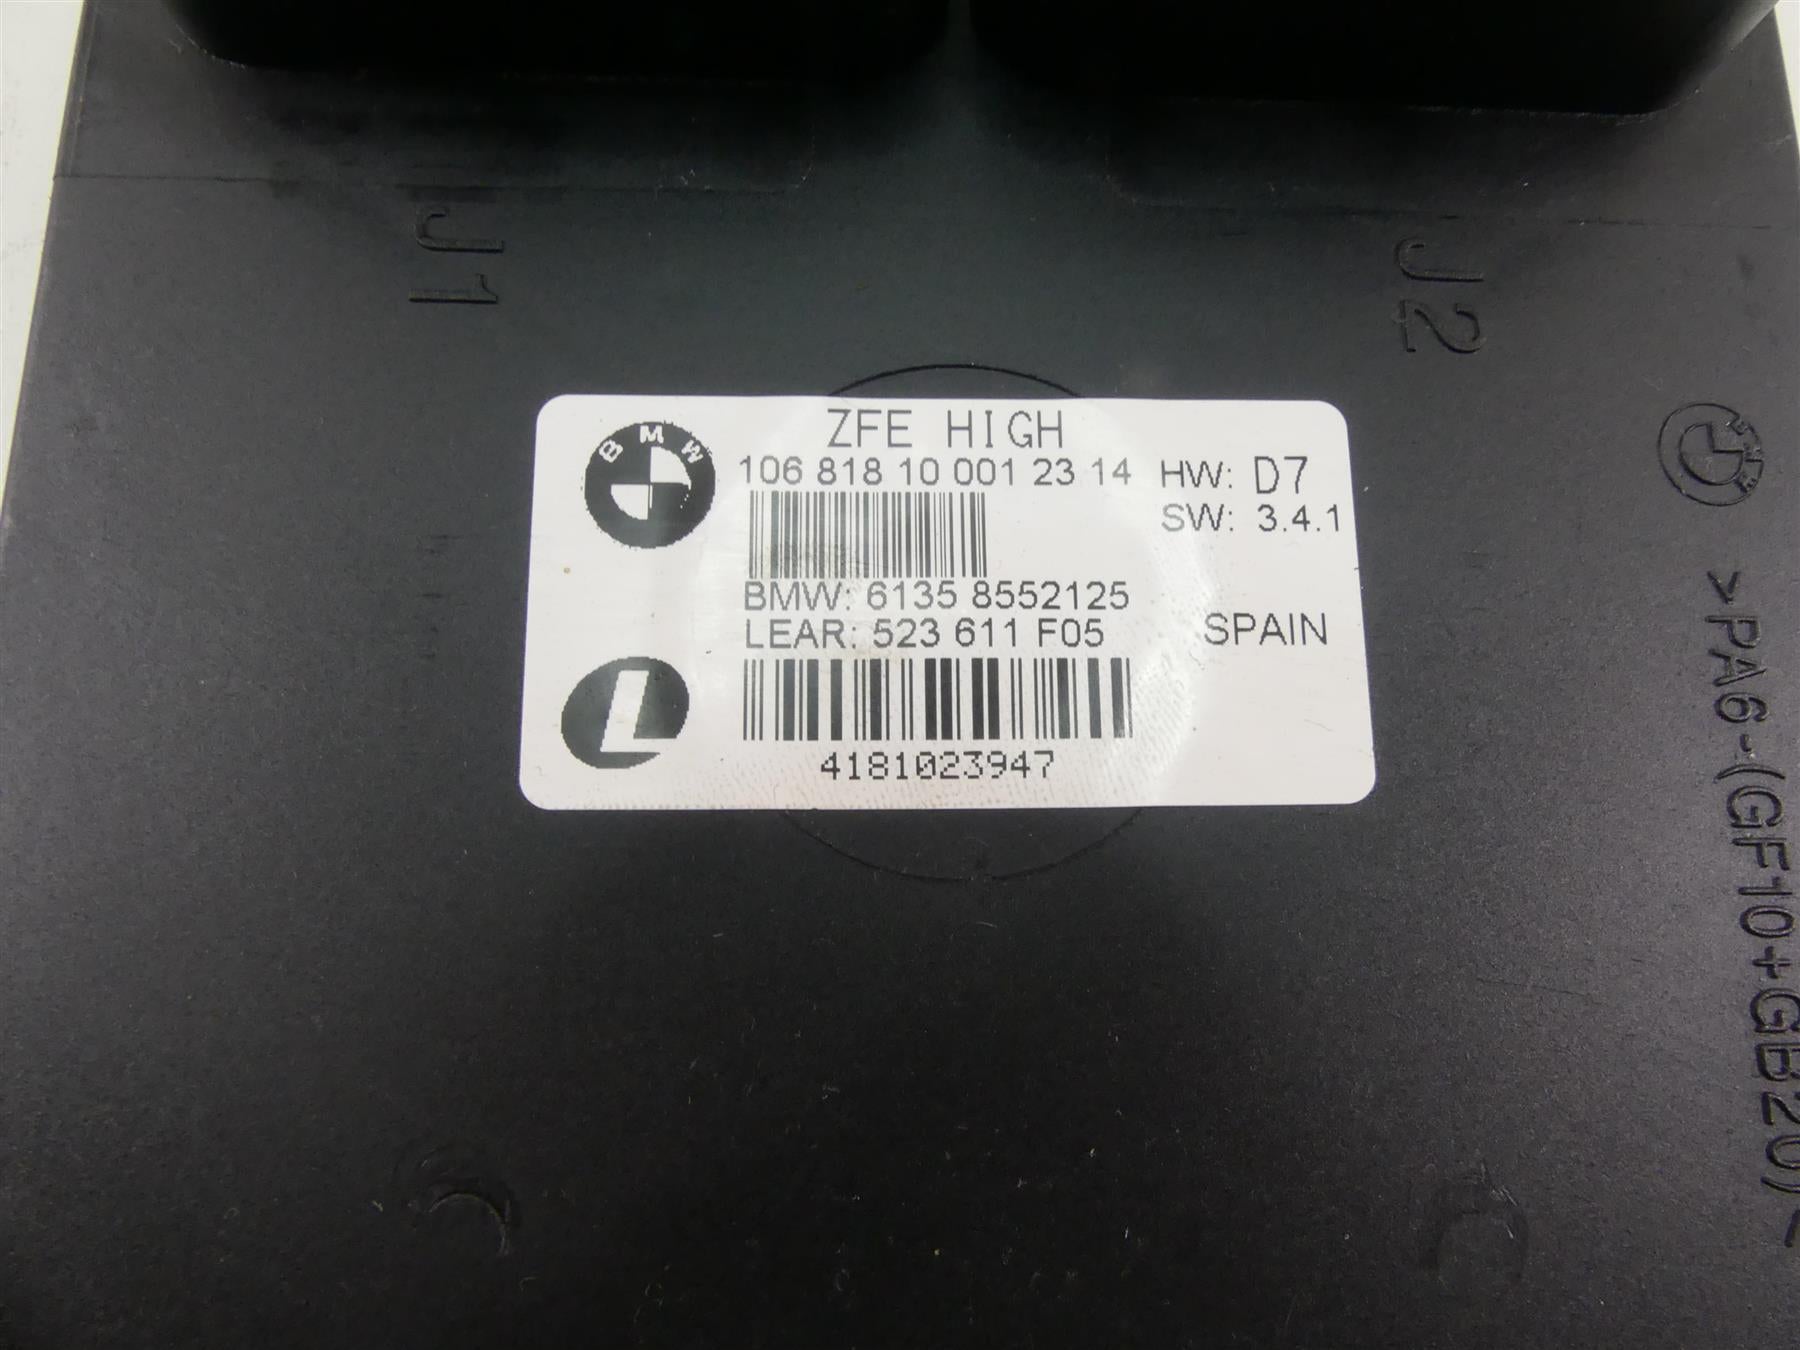 J1
J2
ZFE HIGH
BMW
106 818 10 001 23 14
HW: D7
SW: 3.4.1
BMW: 6135 8552125
LEAR: 523 611 F05
SPAIN
L
4181023947
>PA6-(GF10+GB20)<